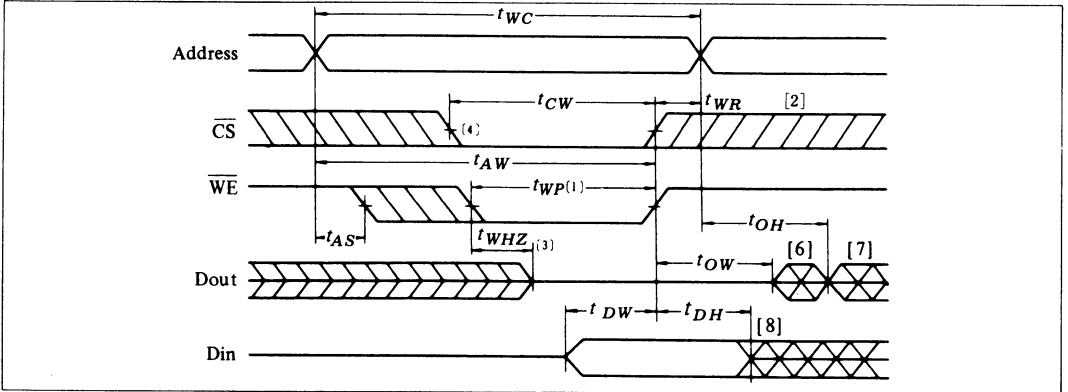 tWC
Address
tCW
tWR
[2]
CS
(4)
tAW
WE
tWP(1)
tAS
tWHZ(3)
tOH
tOW
[6]
[7]
Dout
tDW
tDH
[8]
Din